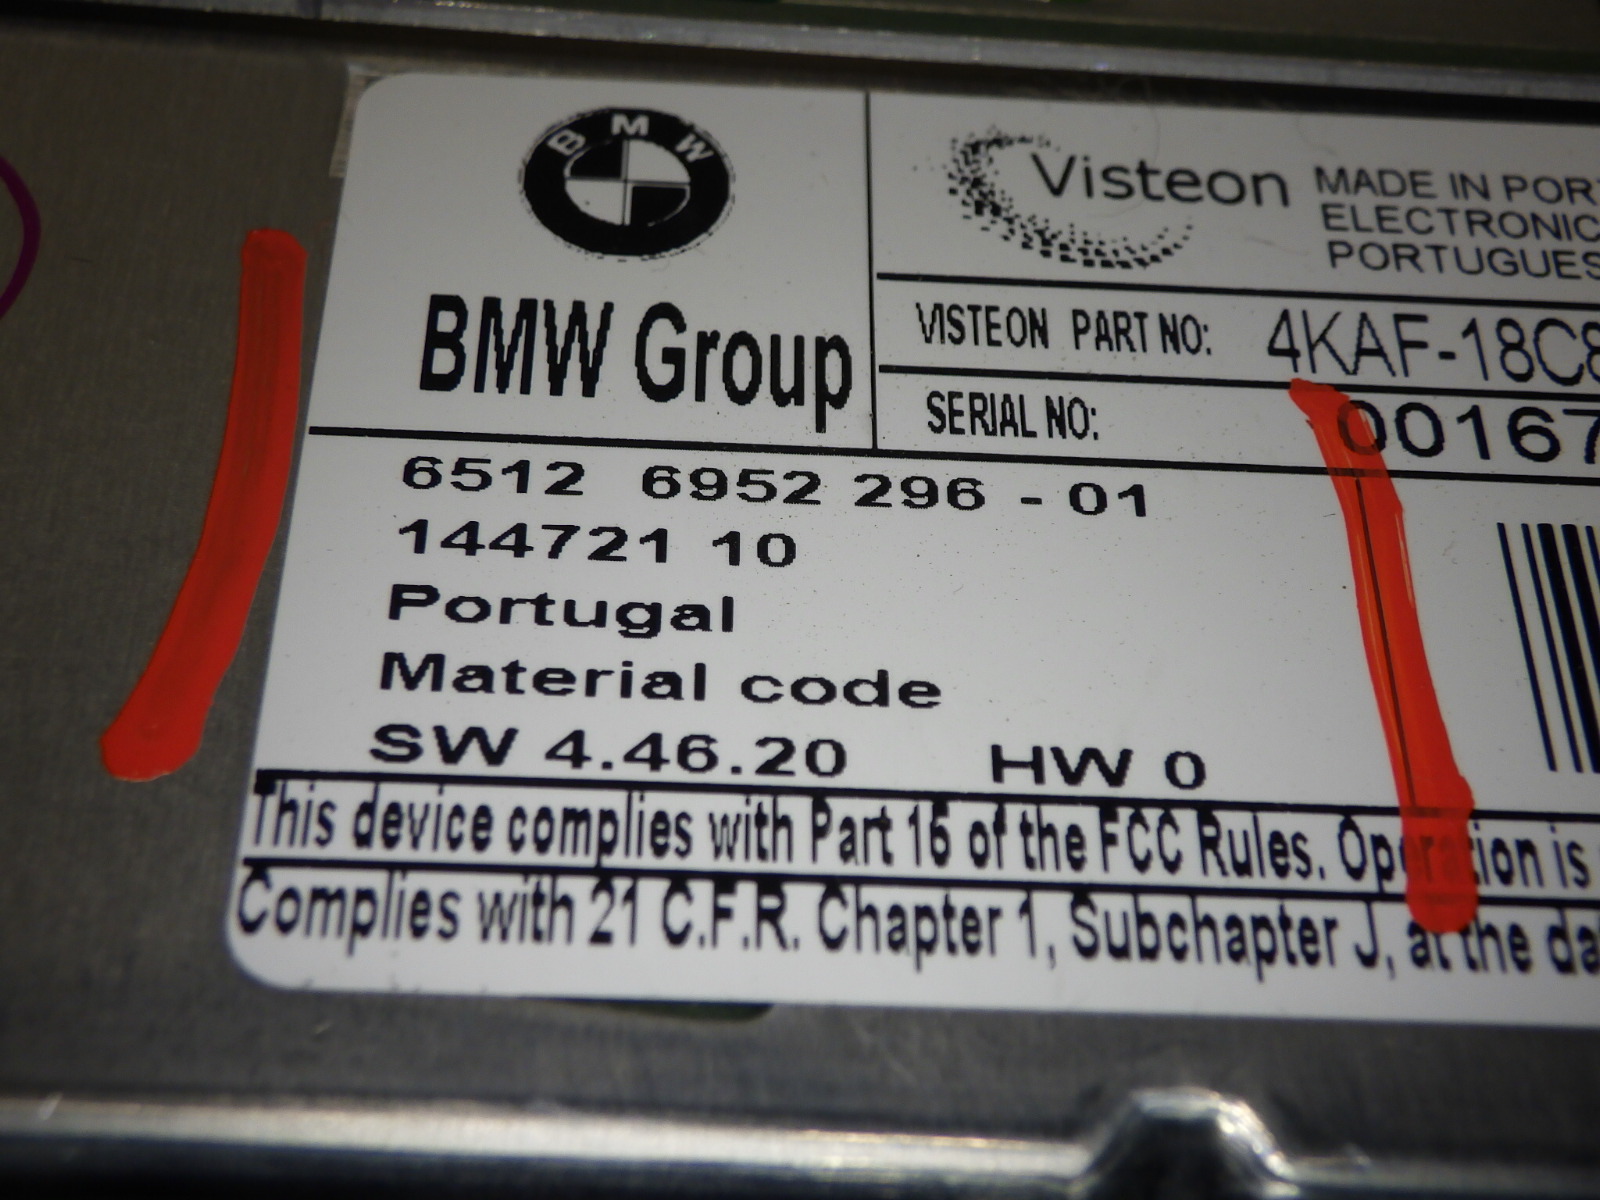 BMW
BMW Group
Visteon
MADE IN POR
ELECTRONIC
PORTUGUES
VISTEON PART NO: 4KAF-18C8
SERIAL NO: 00167
6512 6952 296 - 01
144721 10
Portugal
Material code
SW 4.46.20 HW 0
This device complies with Part 15 of the FCC Rules. Operation is
Complies with 21 C.F.R. Chapter 1, Subchapter J, at the da